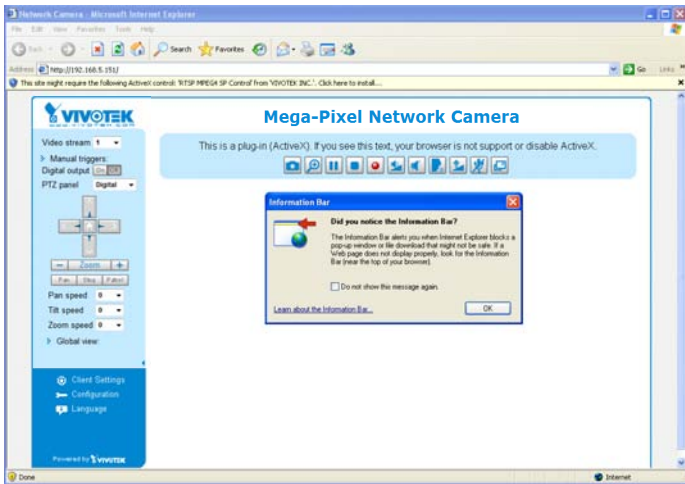 Network Camera - Microsoft Internet Explorer
File Edit View Favorites Tools Help
Back Search Favorites
Address http://192.168.5.151/ Go Links
This site might require the following ActiveX control: 'RTSP MPEG4 SP Control' from 'VIVOTEK INC.'. Click here to install...
VIVOTEK
www.vivotek.com
Mega-Pixel Network Camera
Video stream 1
This is a plug-in (ActiveX). If you see this text, your browser is not support or disable ActiveX.
Manual triggers:
Digital output On Off
PTZ panel Digital
Information Bar
Did you notice the Information Bar?
The Information Bar alerts you when Internet Explorer blocks a
pop-up window or file download that might not be safe. If a
Web page does not display properly, look for the Information
Bar (near the top of your browser).
Do not show this message again.
Learn about the Information Bar...
OK
Zoom
Pan Stop Patrol
Pan speed 0
Tilt speed 0
Zoom speed 0
Global view:
Client Settings
Configuration
Language
Powered by VIVOTEK
Done
Internet